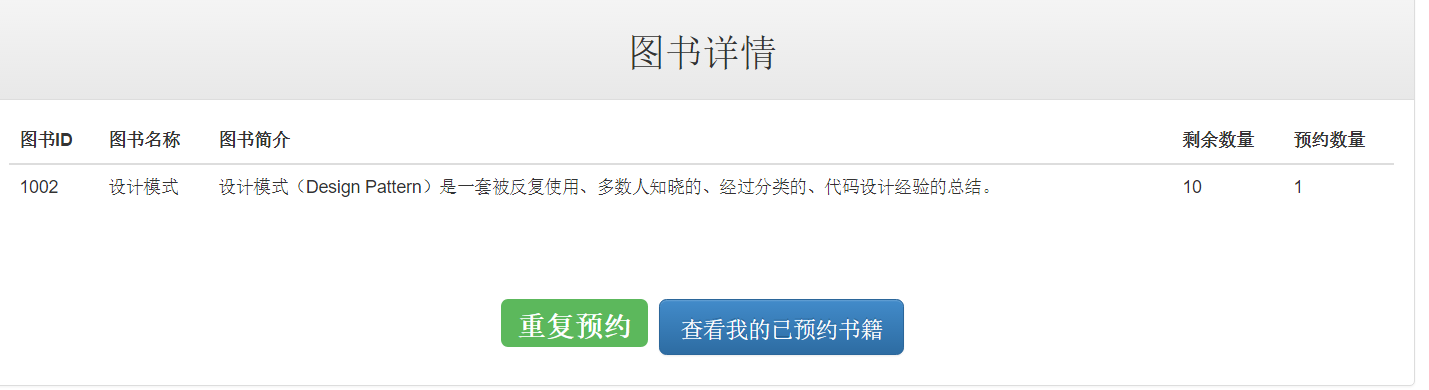 图书详情
图书ID 图书名称 图书简介 剩余数量 预约数量
1002 设计模式 设计模式（Design Pattern）是一套被反复使用、多数人知晓的、经过分类的、代码设计经验的总结。 10 1
重复预约 查看我的已预约书籍